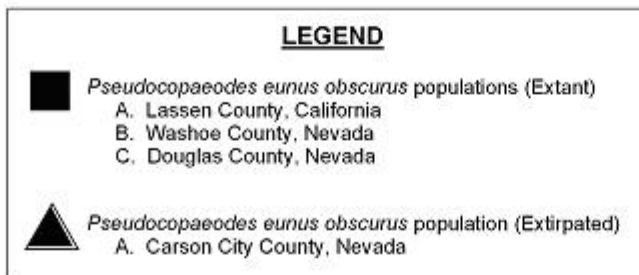 LEGEND
Pseudocopaeodes eunus obscurus populations (Extant)
A. Lassen County, California
B. Washoe County, Nevada
C. Douglas County, Nevada
Pseudocopaeodes eunus obscurus population (Extirpated)
A. Carson City County, Nevada